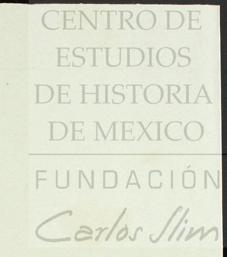 CENTRO DE
ESTUDIOS
DE HISTORIA
DE MEXICO
FUNDACIÓN
Carlos Slim